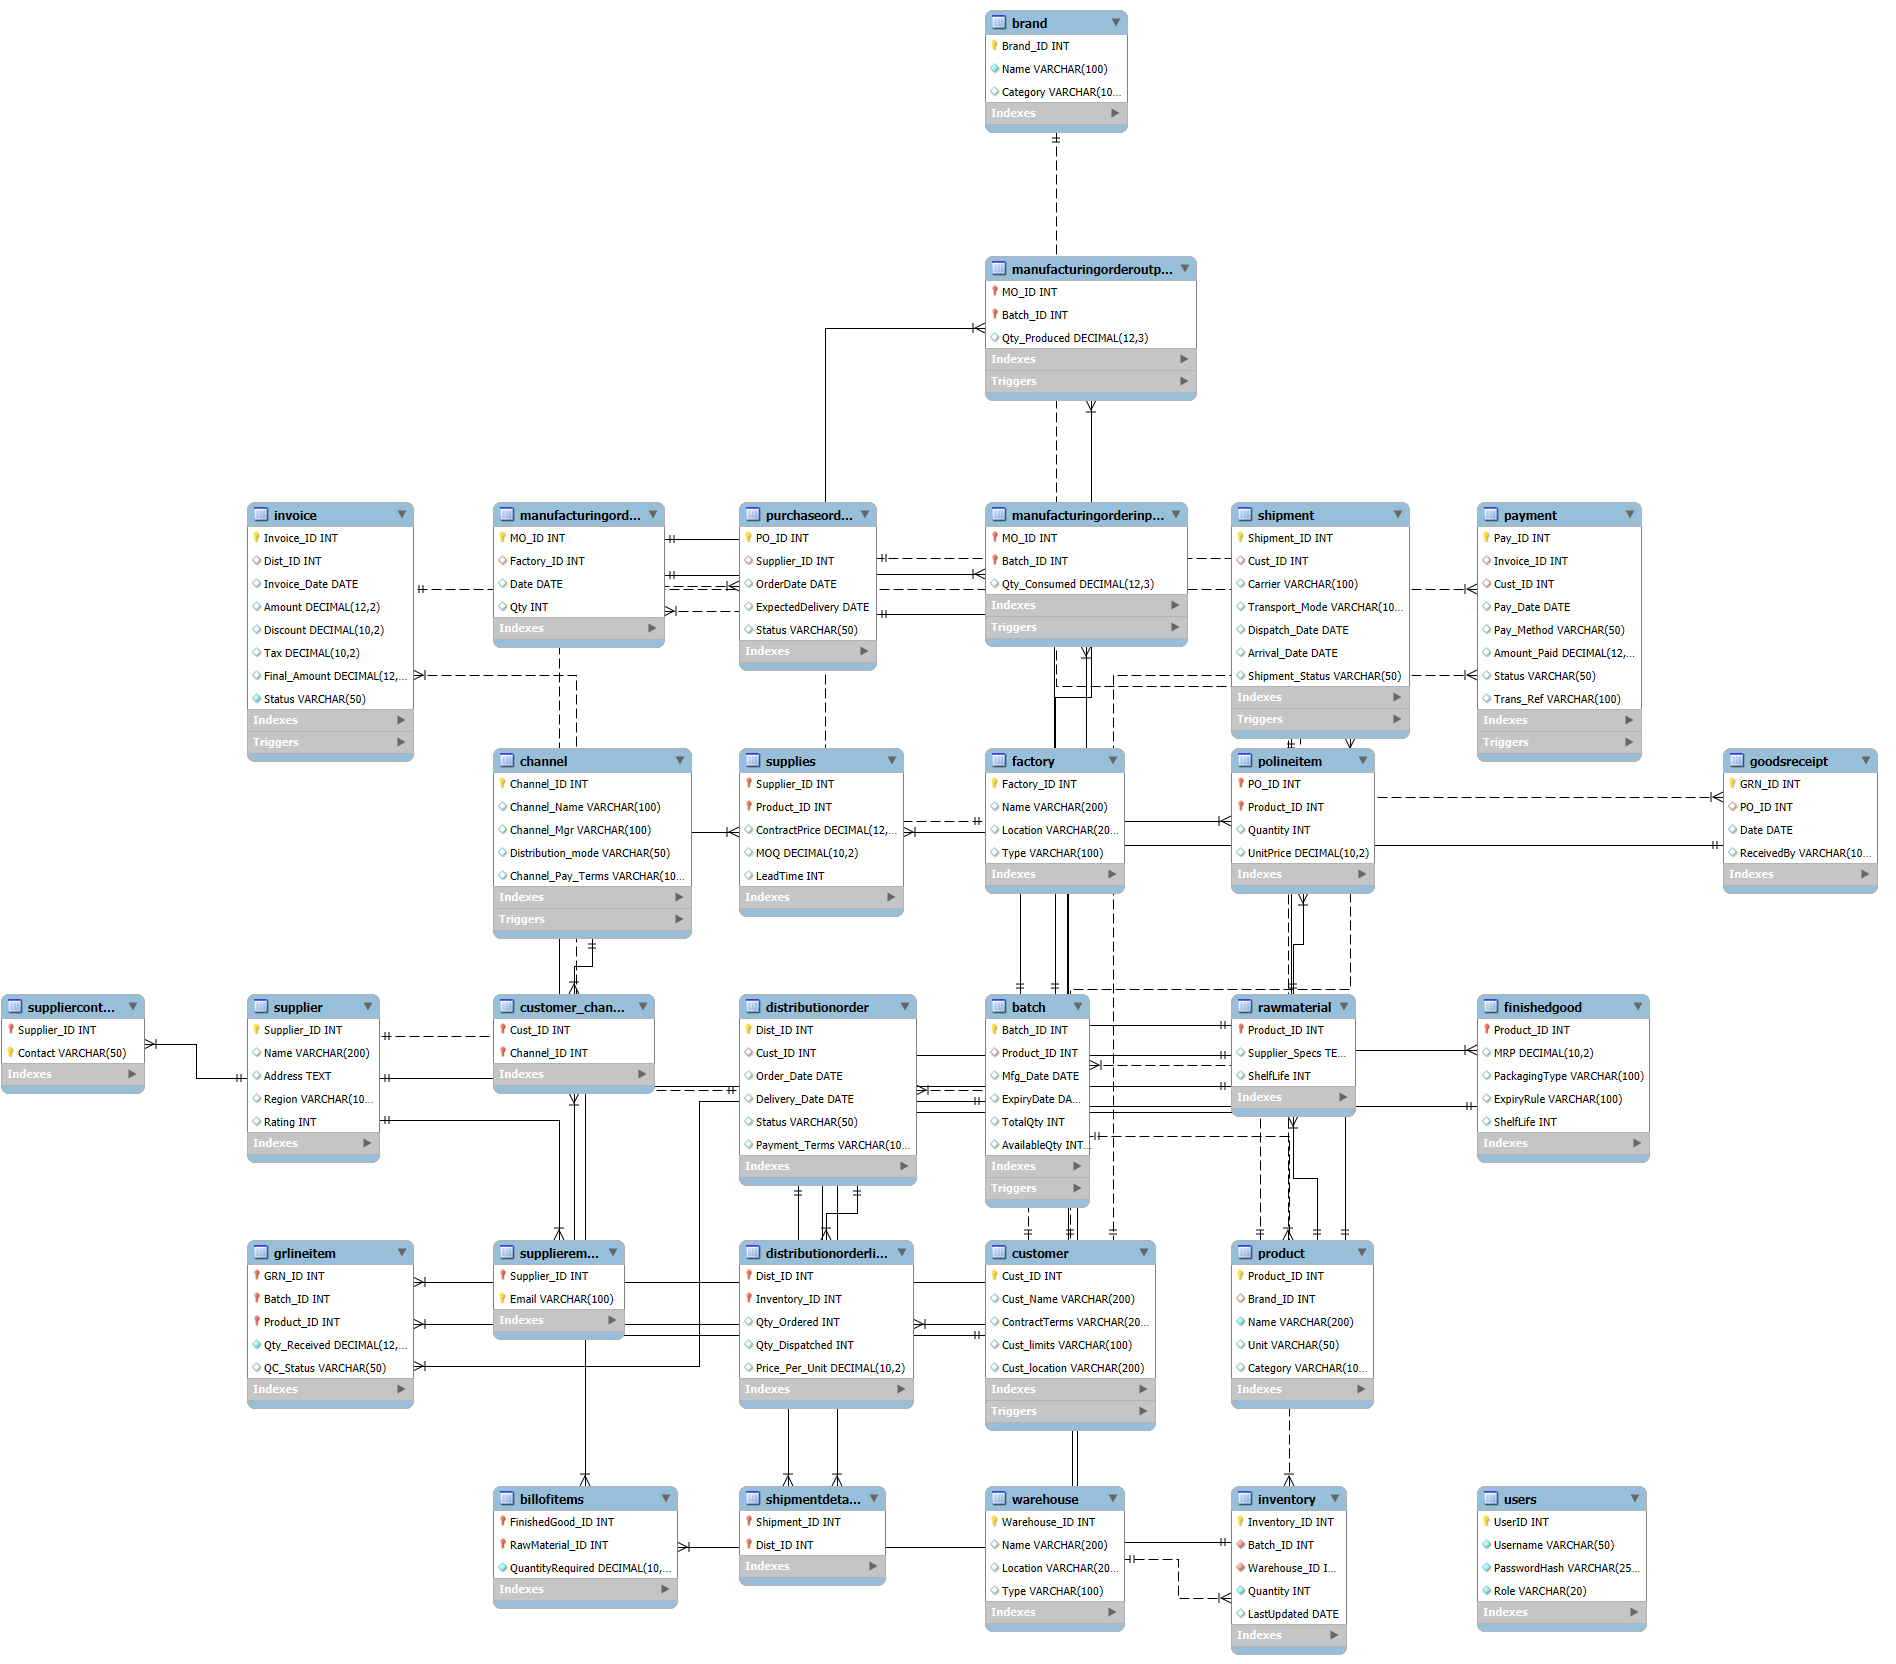 brand
Brand_ID INT
Name VARCHAR(100)
Category VARCHAR(10...
Indexes
manufacturingorderoutp...
MO_ID INT
Batch_ID INT
Qty_Produced DECIMAL(12,3)
Indexes
Triggers
invoice
Invoice_ID INT
Dist_ID INT
Invoice_Date DATE
Amount DECIMAL(12,2)
Discount DECIMAL(10,2)
Tax DECIMAL(10,2)
Final_Amount DECIMAL(12,...
Status VARCHAR(50)
Indexes
Triggers
manufacturingord...
MO_ID INT
Factory_ID INT
Date DATE
Qty INT
Indexes
purchaseord...
PO_ID INT
Supplier_ID INT
OrderDate DATE
ExpectedDelivery DATE
Status VARCHAR(50)
Indexes
manufacturingorderinp...
MO_ID INT
Batch_ID INT
Qty_Consumed DECIMAL(12,3)
Indexes
Triggers
shipment
Shipment_ID INT
Cust_ID INT
Carrier VARCHAR(100)
Transport_Mode VARCHAR(10...
Dispatch_Date DATE
Arrival_Date DATE
Shipment_Status VARCHAR(50)
Indexes
Triggers
payment
Pay_ID INT
Invoice_ID INT
Cust_ID INT
Pay_Date DATE
Pay_Method VARCHAR(50)
Amount_Paid DECIMAL(12,...
Status VARCHAR(50)
Trans_Ref VARCHAR(100)
Indexes
Triggers
channel
Channel_ID INT
Channel_Name VARCHAR(100)
Channel_Mgr VARCHAR(100)
Distribution_mode VARCHAR(50)
Channel_Pay_Terms VARCHAR(10...
Indexes
Triggers
supplies
Supplier_ID INT
Product_ID INT
ContractPrice DECIMAL(12,...
MOQ DECIMAL(10,2)
LeadTime INT
Indexes
factory
Factory_ID INT
Name VARCHAR(200)
Location VARCHAR(20...
Type VARCHAR(100)
Indexes
polineitem
PO_ID INT
Product_ID INT
Quantity INT
UnitPrice DECIMAL(10,2)
Indexes
goodsreceipt
GRN_ID INT
PO_ID INT
Date DATE
ReceivedBy VARCHAR(10...
Indexes
suppliercont...
Supplier_ID INT
Contact VARCHAR(50)
Indexes
supplier
Supplier_ID INT
Name VARCHAR(200)
Address TEXT
Region VARCHAR(10...
Rating INT
Indexes
customer_chan...
Cust_ID INT
Channel_ID INT
Indexes
distributionorder
Dist_ID INT
Cust_ID INT
Order_Date DATE
Delivery_Date DATE
Status VARCHAR(50)
Payment_Terms VARCHAR(10...
Indexes
batch
Batch_ID INT
Product_ID INT
Mfg_Date DATE
ExpiryDate DA...
TotalQty INT
AvailableQty INT
Indexes
Triggers
rawmaterial
Product_ID INT
Supplier_Specs TE...
ShelfLife INT
Indexes
finishedgood
Product_ID INT
MRP DECIMAL(10,2)
PackagingType VARCHAR(100)
ExpiryRule VARCHAR(100)
ShelfLife INT
Indexes
grlineitem
GRN_ID INT
Batch_ID INT
Product_ID INT
Qty_Received DECIMAL(12,...
QC_Status VARCHAR(50)
Indexes
supplierem...
Supplier_ID INT
Email VARCHAR(100)
Indexes
distributionorderli...
Dist_ID INT
Inventory_ID INT
Qty_Ordered INT
Qty_Dispatched INT
Price_Per_Unit DECIMAL(10,2)
Indexes
customer
Cust_ID INT
Cust_Name VARCHAR(200)
ContractTerms VARCHAR(20...
Cust_limits VARCHAR(100)
Cust_location VARCHAR(200)
Indexes
Triggers
product
Product_ID INT
Brand_ID INT
Name VARCHAR(200)
Unit VARCHAR(50)
Category VARCHAR(10...
Indexes
billofitems
FinishedGood_ID INT
RawMaterial_ID INT
QuantityRequired DECIMAL(10,...
Indexes
shipmentdeta...
Shipment_ID INT
Dist_ID INT
Indexes
warehouse
Warehouse_ID INT
Name VARCHAR(200)
Location VARCHAR(20...
Type VARCHAR(100)
Indexes
inventory
Inventory_ID INT
Batch_ID INT
Warehouse_ID I...
Quantity INT
LastUpdated DATE
Indexes
users
UserID INT
Username VARCHAR(50)
PasswordHash VARCHAR(25...
Role VARCHAR(20)
Indexes